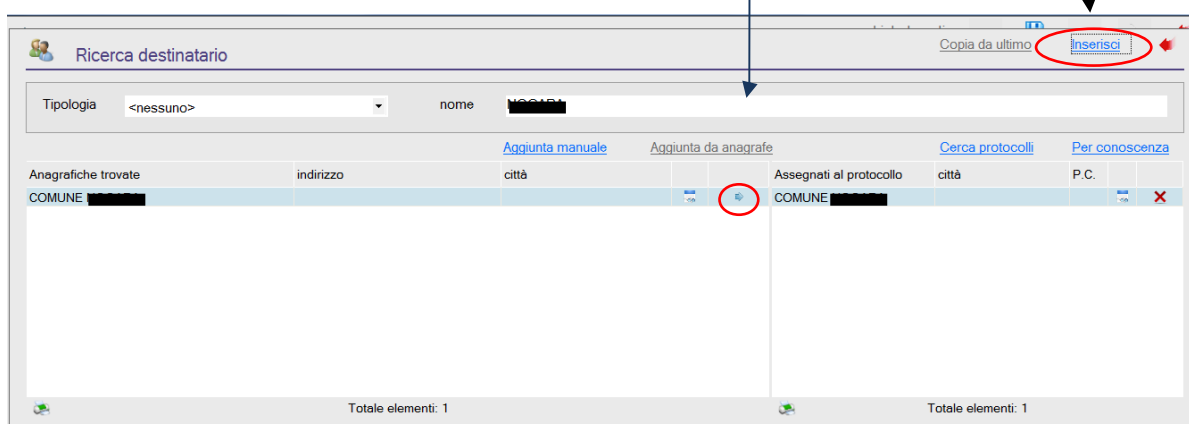 Ricerca destinatario
Copia da ultimo
Inserisci
Tipologia
<nessuno>
nome
Aggiunta manuale
Aggiunta da anagrafe
Cerca protocolli
Per conoscenza
Anagrafiche trovate
indirizzo
città
Assegnati al protocollo
città
P.C.
COMUNE
COMUNE
Totale elementi: 1
Totale elementi: 1